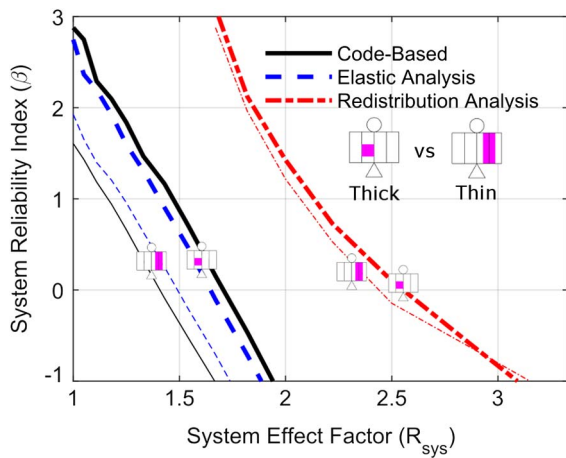 3
Code-Based
Elastic Analysis
Redistribution Analysis
2
vs
Thick
Thin
1
0
-1
1
1.5
2
2.5
3
System Reliability Index (β)
System Effect Factor (Rsys)